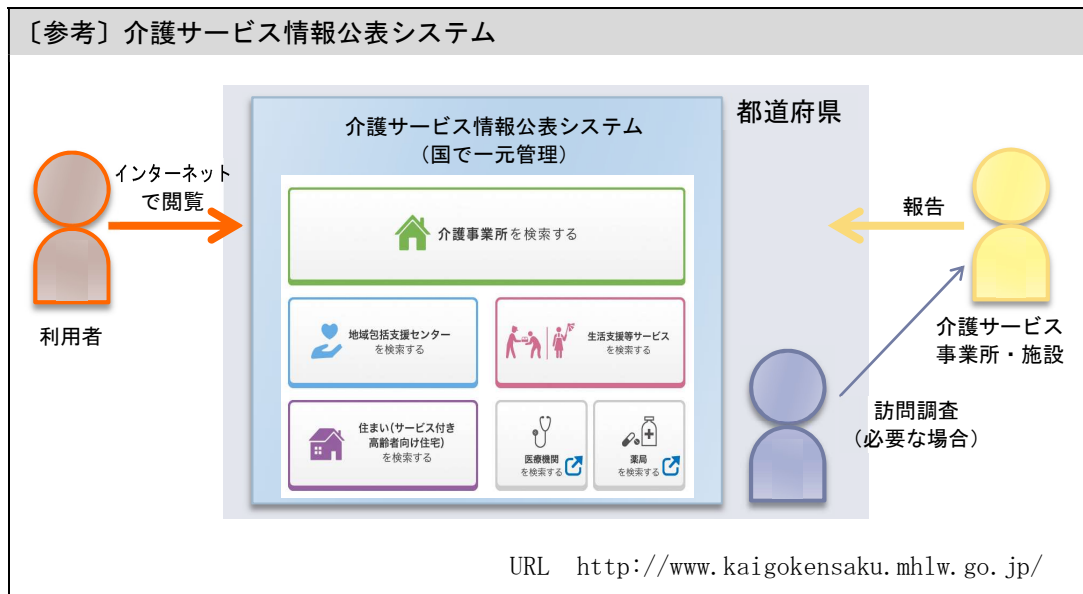 〔参考〕介護サービス情報公表システム
都道府県
介護サービス情報公表システム
（国で一元管理）
インターネット
で閲覧
利用者
介護事業所を検索する
地域包括支援センター
を検索する
生活支援等サービス
を検索する
住まい(サービス付き
高齢者向け住宅)
を検索する
医療機関
を検索する
薬局
を検索する
報告
介護サービス
事業所・施設
訪問調査
（必要な場合）
URL　http://www.kaigokensaku.mhlw.go.jp/